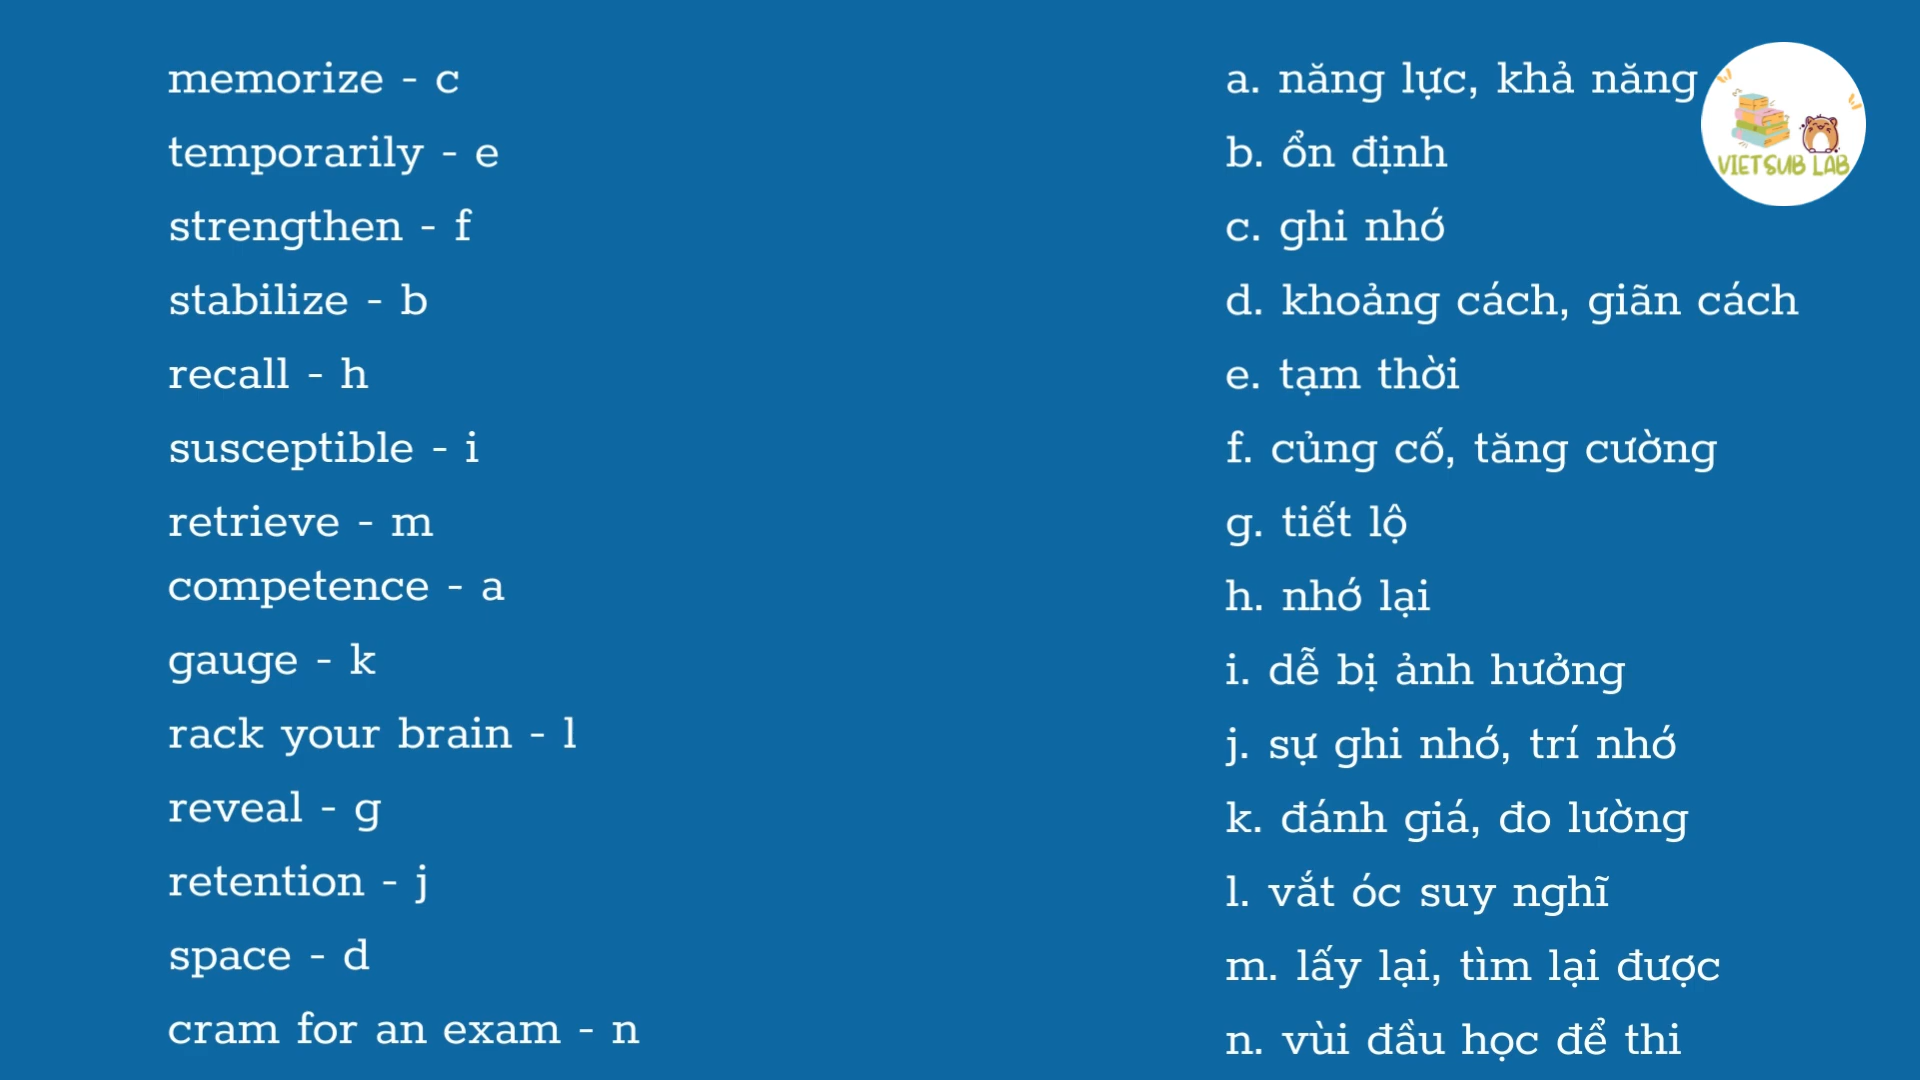 memorize - c
temporarily - e
strengthen - f
stabilize - b
recall - h
susceptible - i
retrieve - m
competence - a
gauge - k
rack your brain - l
reveal - g
retention - j
space - d
cram for an exam - n
a. năng lực, khả năng
b. ổn định
c. ghi nhớ
d. khoảng cách, giãn cách
e. tạm thời
f. củng cố, tăng cường
g. tiết lộ
h. nhớ lại
i. dễ bị ảnh hưởng
j. sự ghi nhớ, trí nhớ
k. đánh giá, đo lường
l. vắt óc suy nghĩ
m. lấy lại, tìm lại được
n. vùi đầu học để thi
VIETSUB LAB